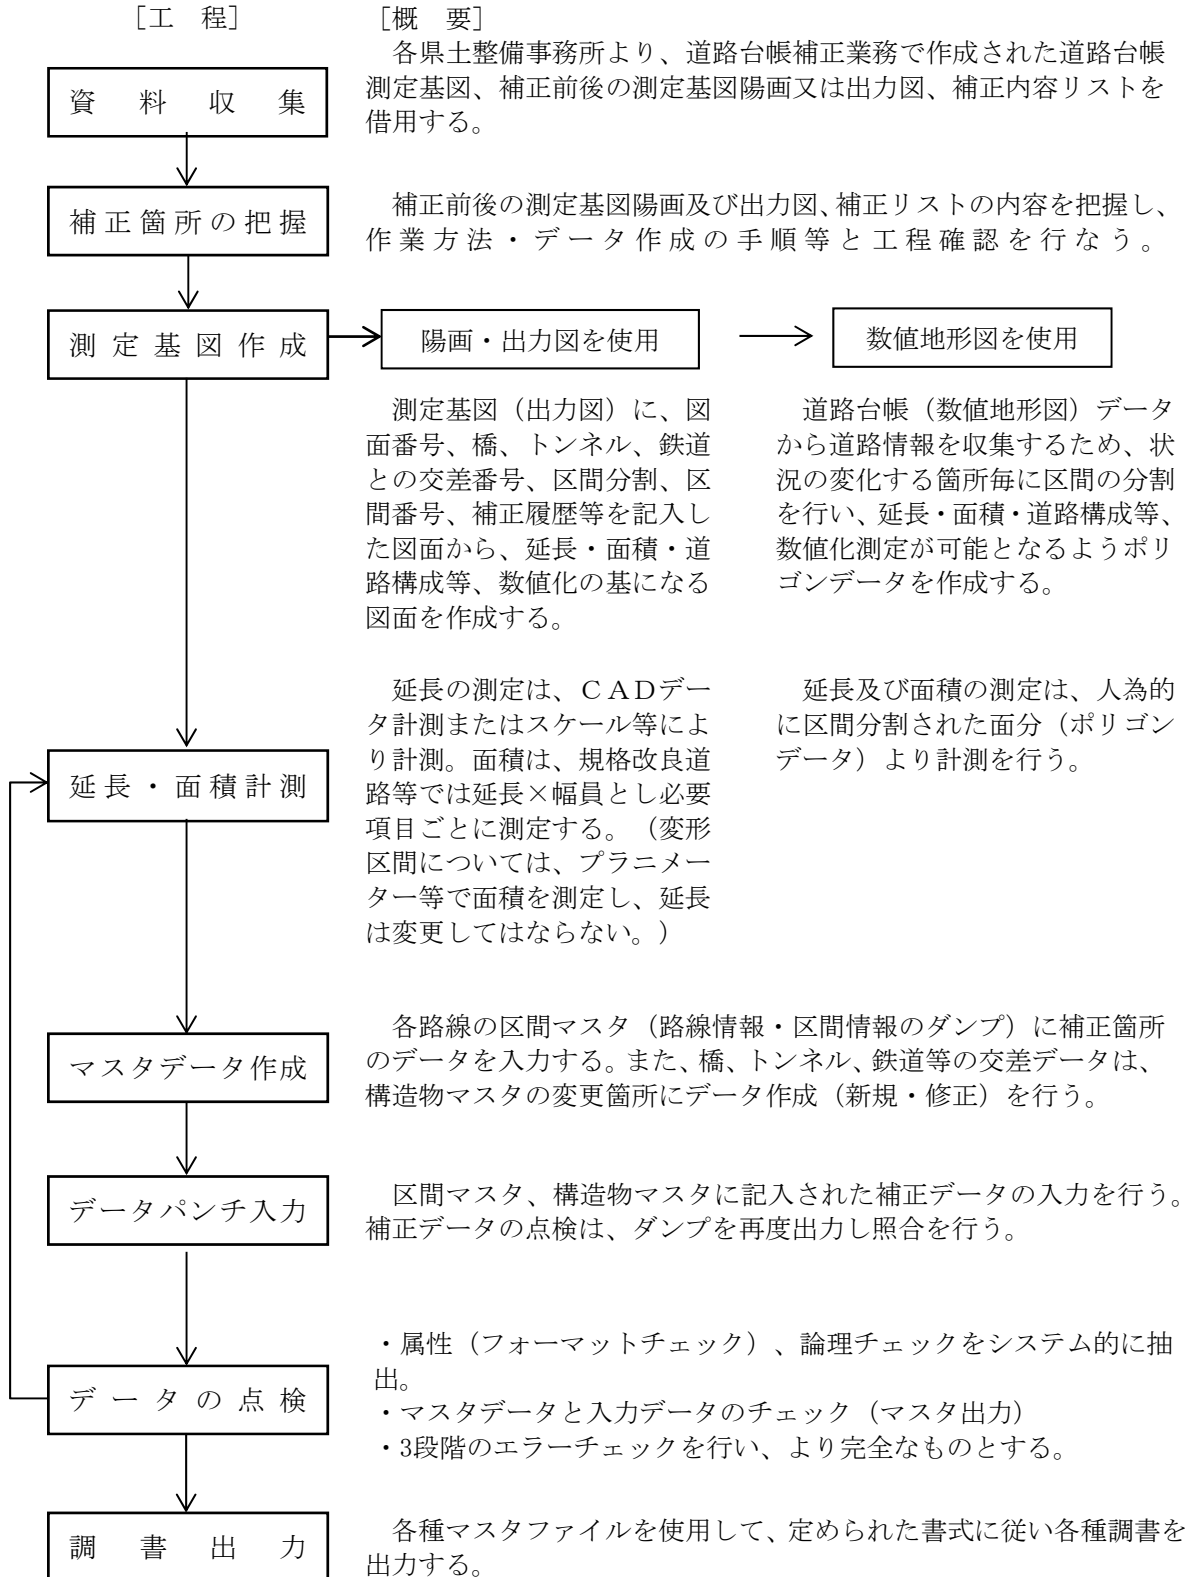 ［工　程］
［概　要］
資料収集
各県土整備事務所より、道路台帳補正業務で作成された道路台帳
測定基図、補正前後の測定基図陽画又は出力図、補正内容リストを
借用する。
補正箇所の把握
補正前後の測定基図陽画及び出力図、補正リストの内容を把握し、
作業方法・データ作成の手順等と工程確認を行なう。
測定基図作成
陽画・出力図を使用
数値地形図を使用
測定基図（出力図）に、図
面番号、橋、トンネル、鉄道
との交差番号、区間分割、区
間番号、補正履歴等を記入し
た図面から、延長・面積・道
路構成等、数値化の基になる
図面を作成する。
道路台帳（数値地形図）データ
から道路情報を収集するため、状
況の変化する箇所毎に区間の分割
を行い、延長・面積・道路構成等、
数値化測定が可能となるようポリ
ゴンデータを作成する。
延長・面積計測
延長の測定は、ＣＡＤデー
タ計測またはスケール等によ
り計測。面積は、規格改良道
路等では延長×幅員とし必要
項目ごとに測定する。（変形
区間については、プラニメー
ター等で面積を測定し、延長
は変更してはならない。）
延長及び面積の測定は、人為的
に区間分割された面分（ポリゴン
データ）より計測を行う。
マスタデータ作成
各路線の区間マスタ（路線情報・区間情報のダンプ）に補正箇所
のデータを入力する。また、橋、トンネル、鉄道等の交差データは、
構造物マスタの変更箇所にデータ作成（新規・修正）を行う。
データパンチ入力
区間マスタ、構造物マスタに記入された補正データの入力を行う。
補正データの点検は、ダンプを再度出力し照合を行う。
データの点検
・属性（フォーマットチェック）、論理チェックをシステム的に抽
出。
・マスタデータと入力データのチェック（マスタ出力）
・3段階のエラーチェックを行い、より完全なものとする。
調書出力
各種マスタファイルを使用して、定められた書式に従い各種調書を
出力する。